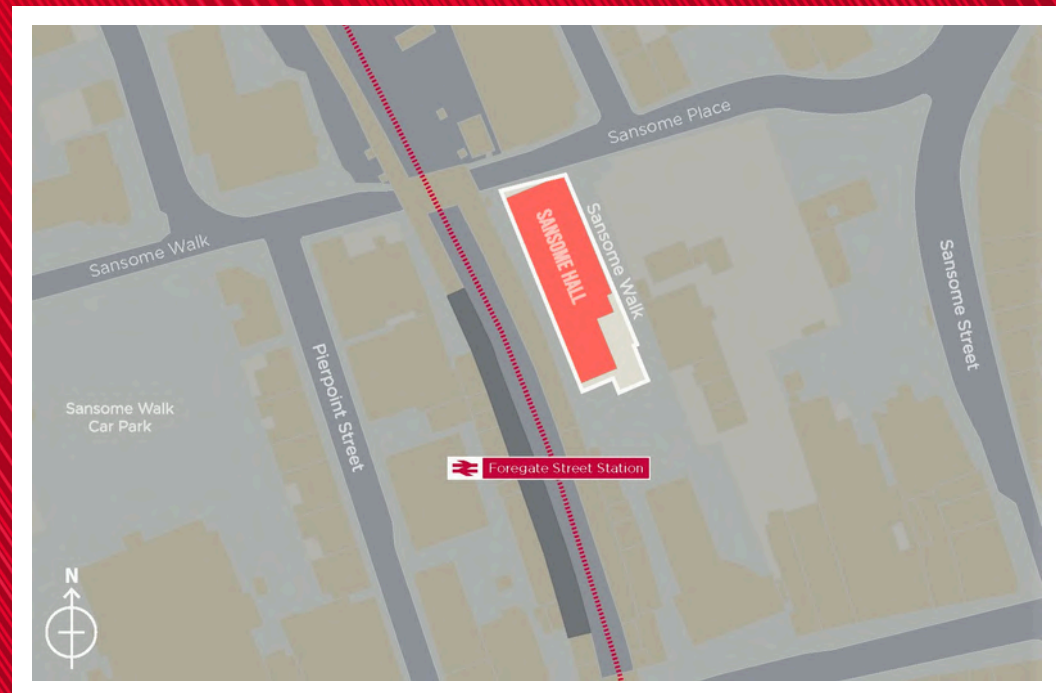 Sansome Place
SANSOME HALL
Sansome Walk
Sansome Walk
Sansome Street
Pierpoint Street
Sansome Walk
Car Park
Foregate Street Station
N